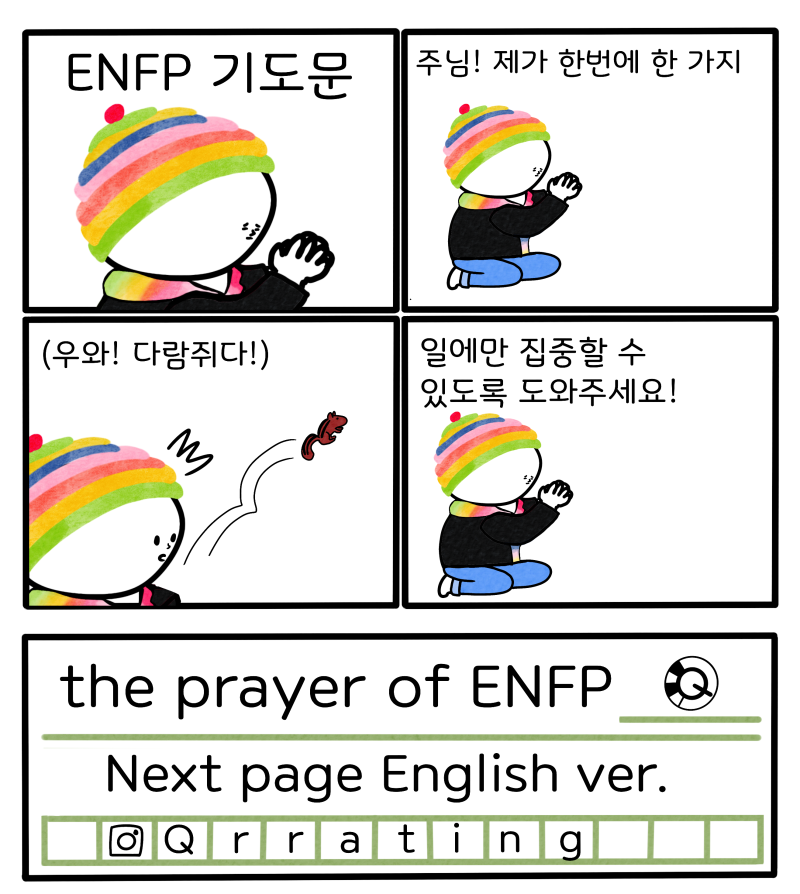 ENFP 기도문
주님! 제가 한번에 한 가지
(우와! 다람쥐다!)
일에만 집중할 수
있도록 도와주세요!
the prayer of ENFP
Next page English ver.
Qrrating